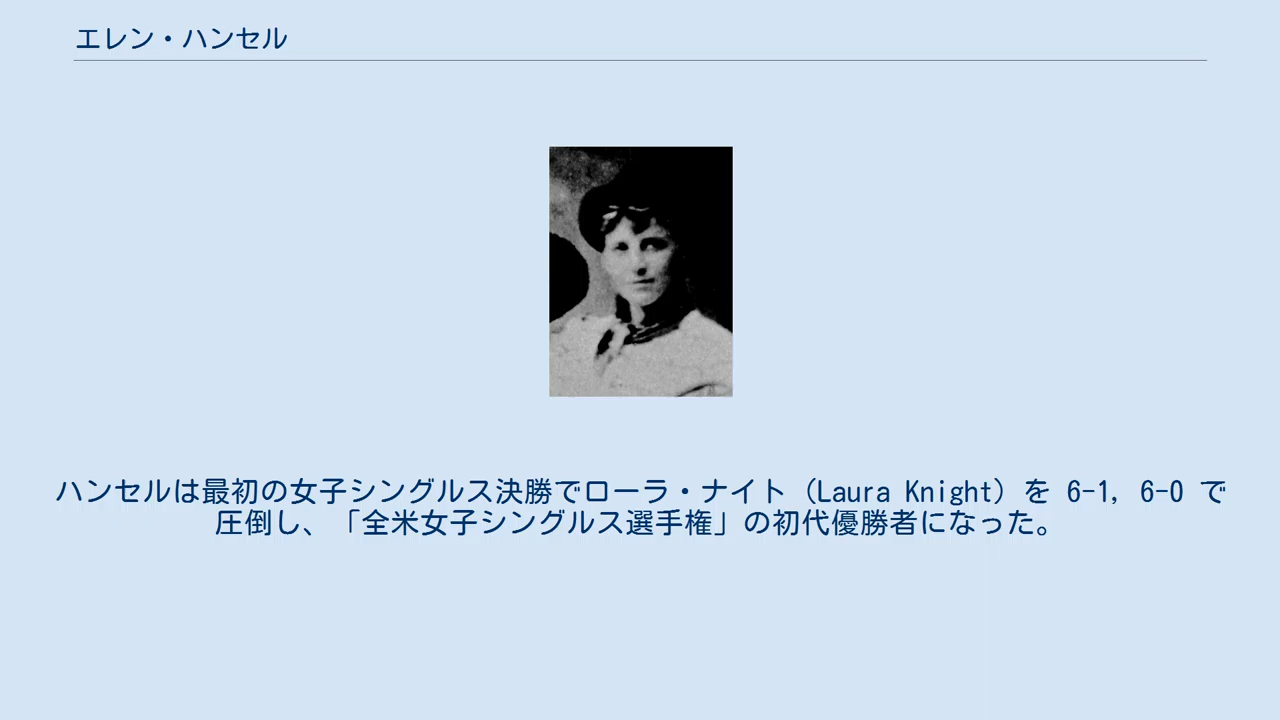 エレン・ハンセル
ハンセルは最初の女子シングルス決勝でローラ・ナイト（Laura Knight）を 6-1, 6-0 で
圧倒し、「全米女子シングルス選手権」の初代優勝者になった。